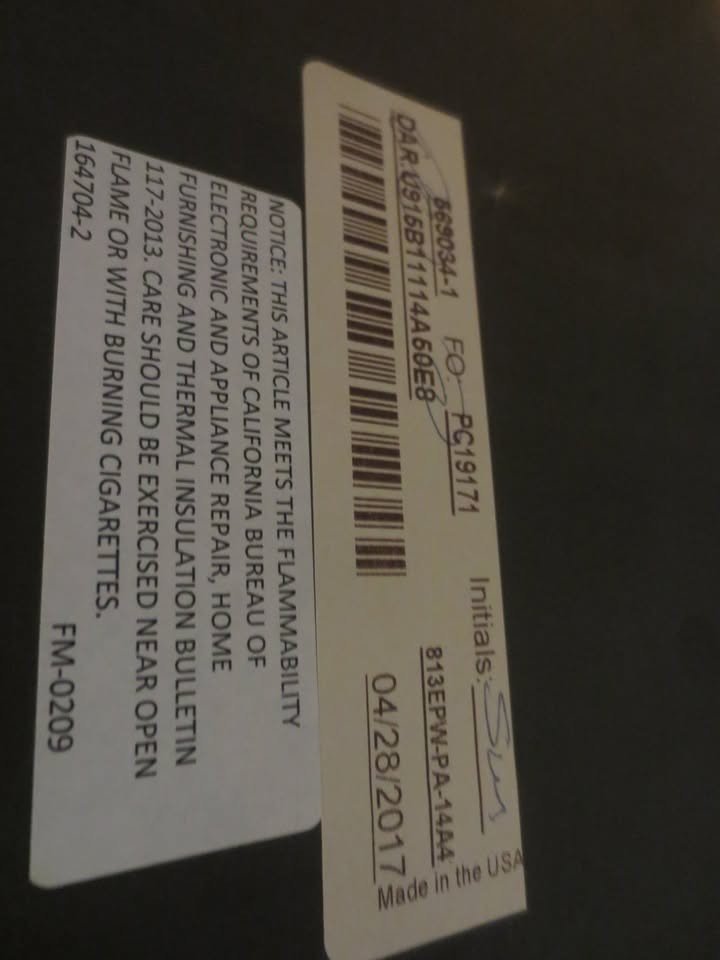 569034-1 FO: PC19171 Initials:
DAR:U915B11114A50E8 813EPW-PA-14A4
04/28/2017
Made in the USA
NOTICE: THIS ARTICLE MEETS THE FLAMMABILITY
REQUIREMENTS OF CALIFORNIA BUREAU OF
ELECTRONIC AND APPLIANCE REPAIR, HOME
FURNISHING AND THERMAL INSULATION BULLETIN
117-2013. CARE SHOULD BE EXERCISED NEAR OPEN
FLAME OR WITH BURNING CIGARETTES.
164704-2 FM-0209